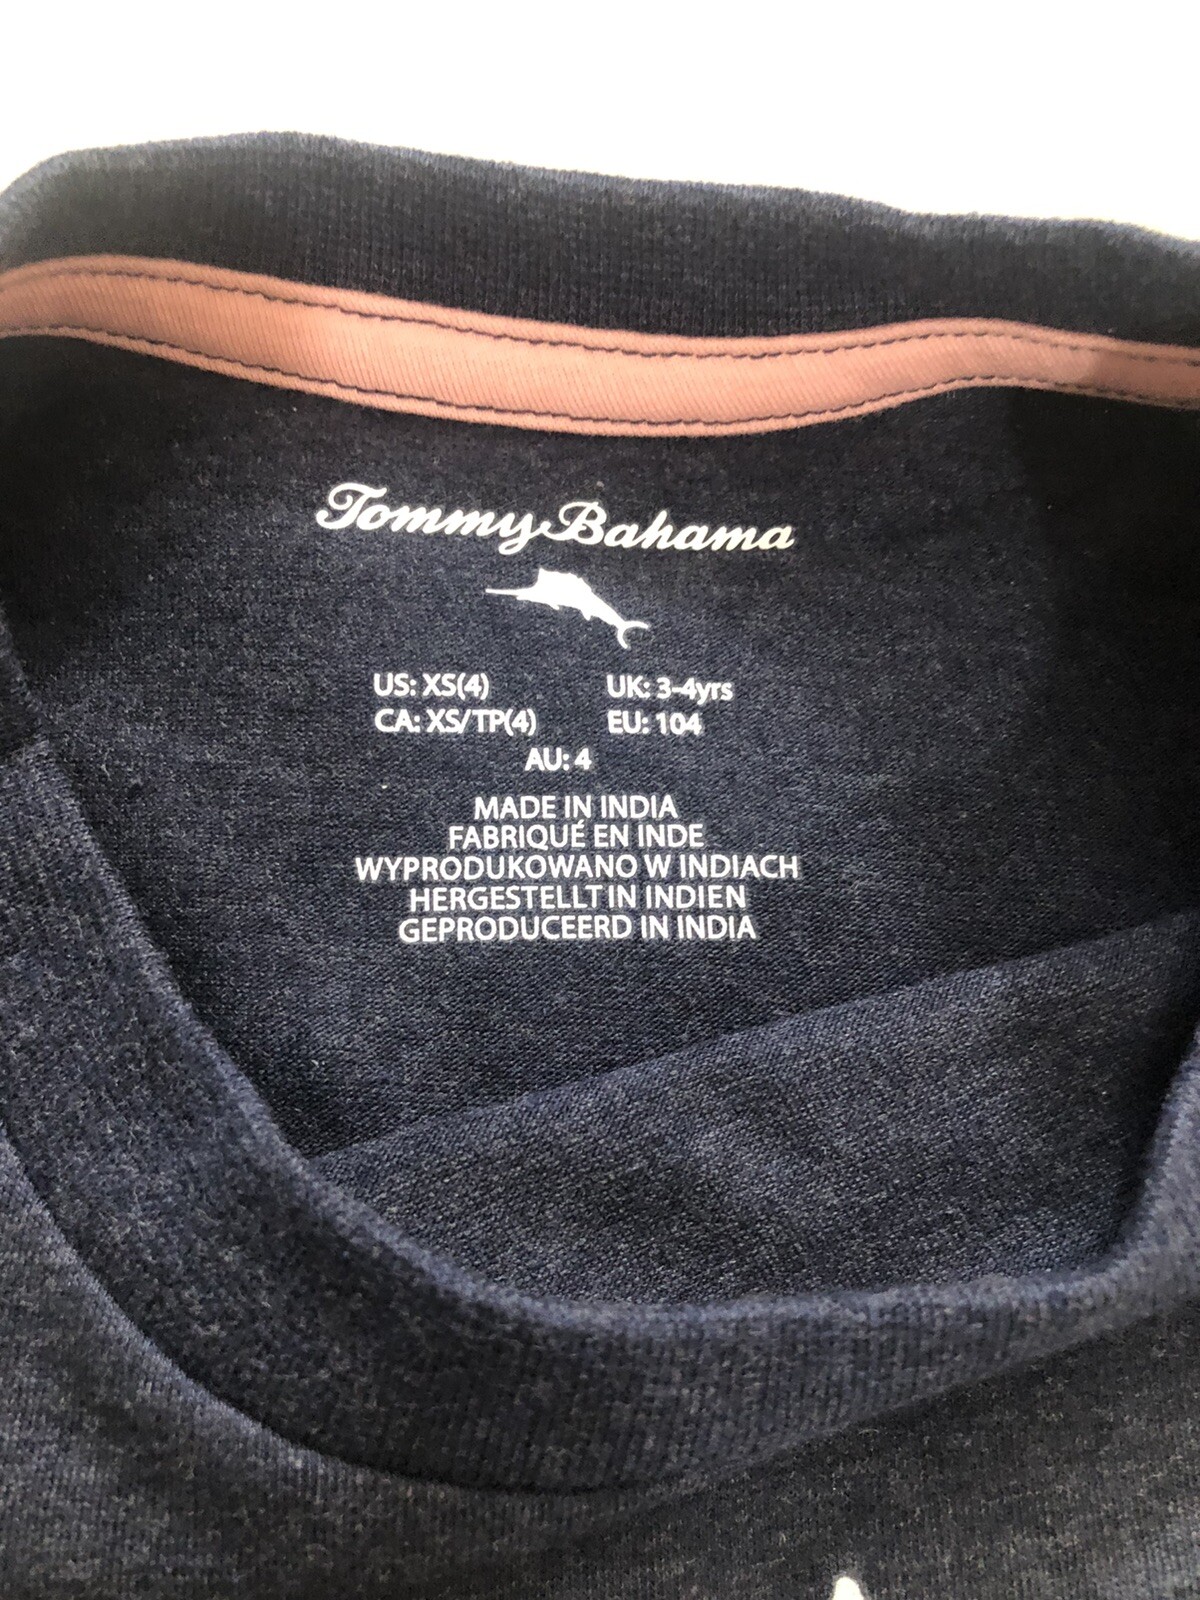 Tommy Bahama
US: XS(4) UK: 3-4yrs
CA: XS/TP(4) EU: 104
AU: 4
MADE IN INDIA
FABRIQUÉ EN INDE
WYPRODUKOWANO W INDIACH
HERGESTELLT IN INDIEN
GEPRODUCEERD IN INDIA